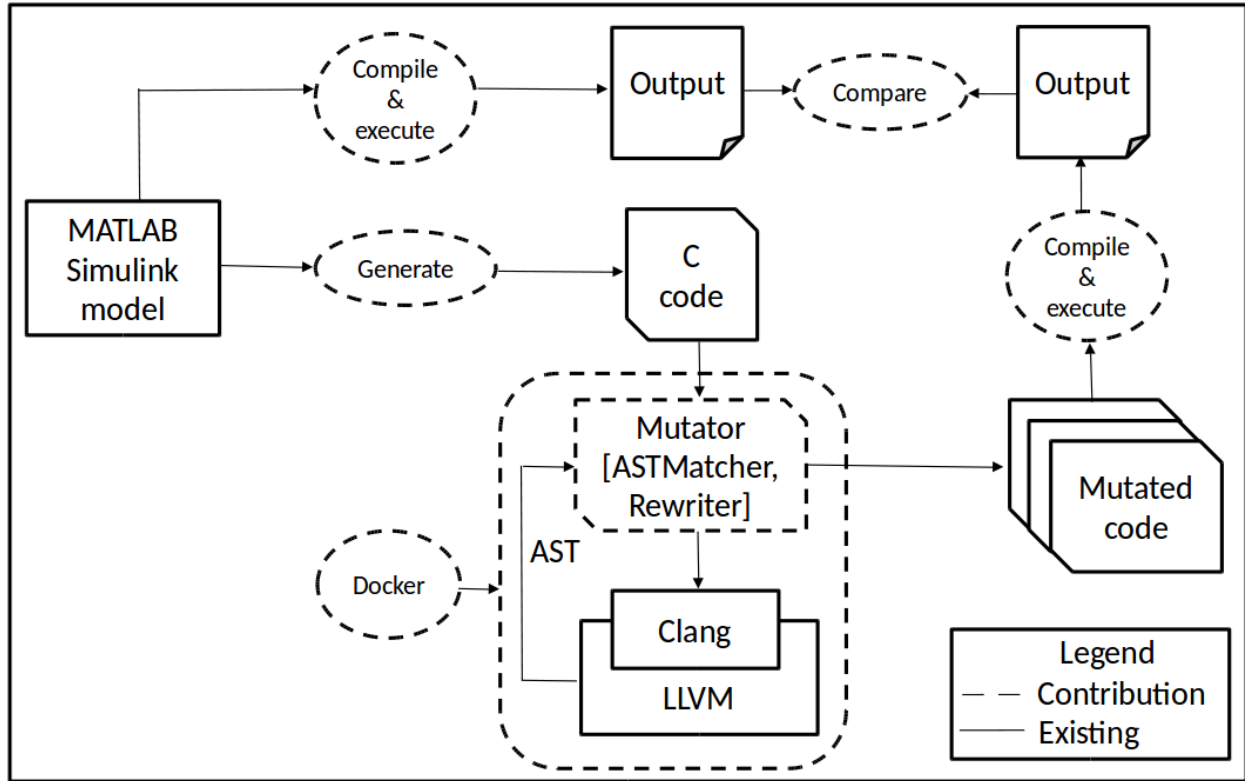 Compile
&
execute
Output
Compare
Output
MATLAB
Simulink
model
Generate
C
code
Compile
&
execute
Mutator
[ASTMatcher,
Rewriter]
Mutated
code
AST
Docker
Clang
LLVM
Legend
Contribution
Existing